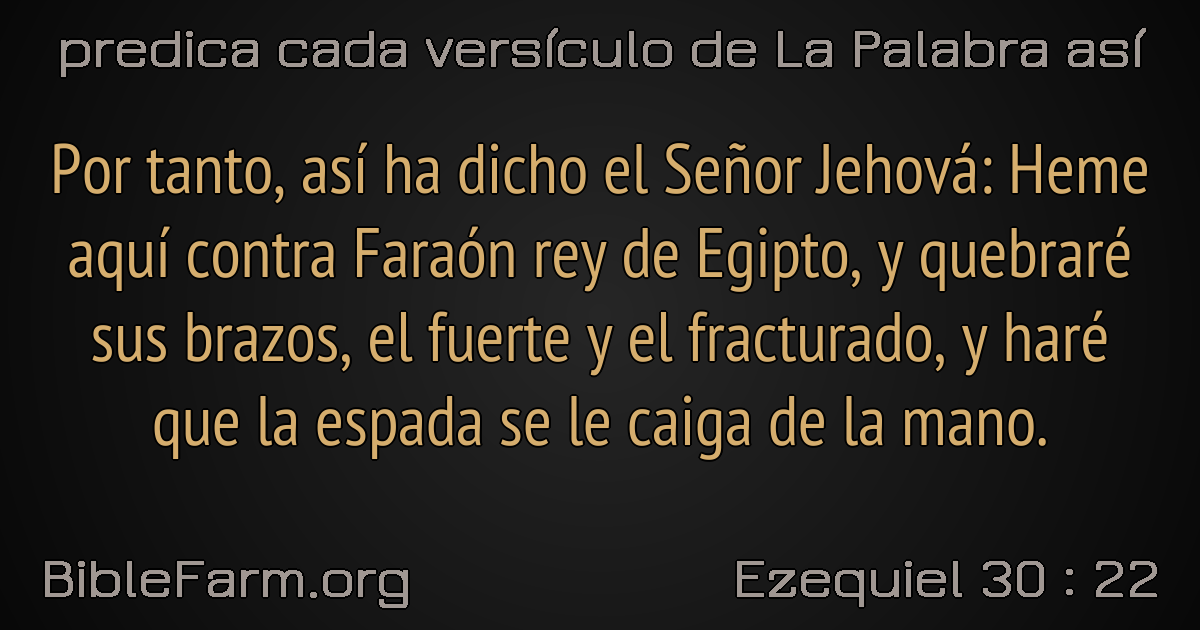 predica cada versículo de La Palabra así
Por tanto, así ha dicho el Señor Jehová: Heme
aquí contra Faraón rey de Egipto, y quebraré
sus brazos, el fuerte y el fracturado, y haré
que la espada se le caiga de la mano.
BibleFarm.org
Ezequiel 30 : 22